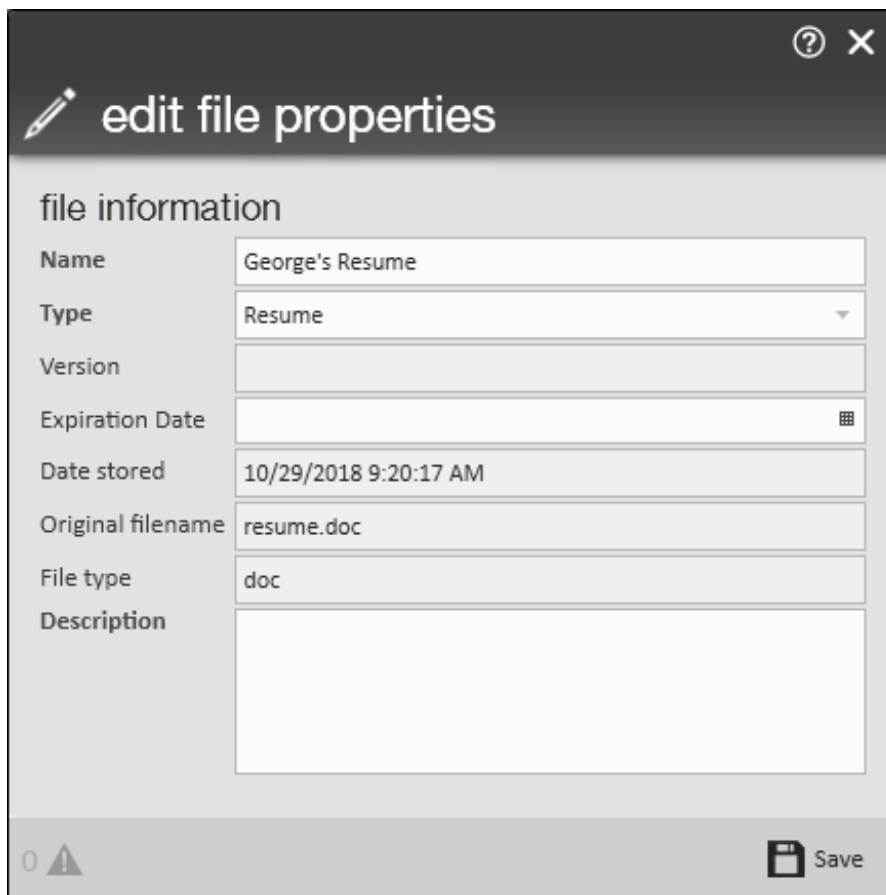 ?
edit file properties
file information
Name George's Resume
Type Resume
Version
Expiration Date
Date stored 10/29/2018 9:20:17 AM
Original filename resume.doc
File type doc
Description
0 Save